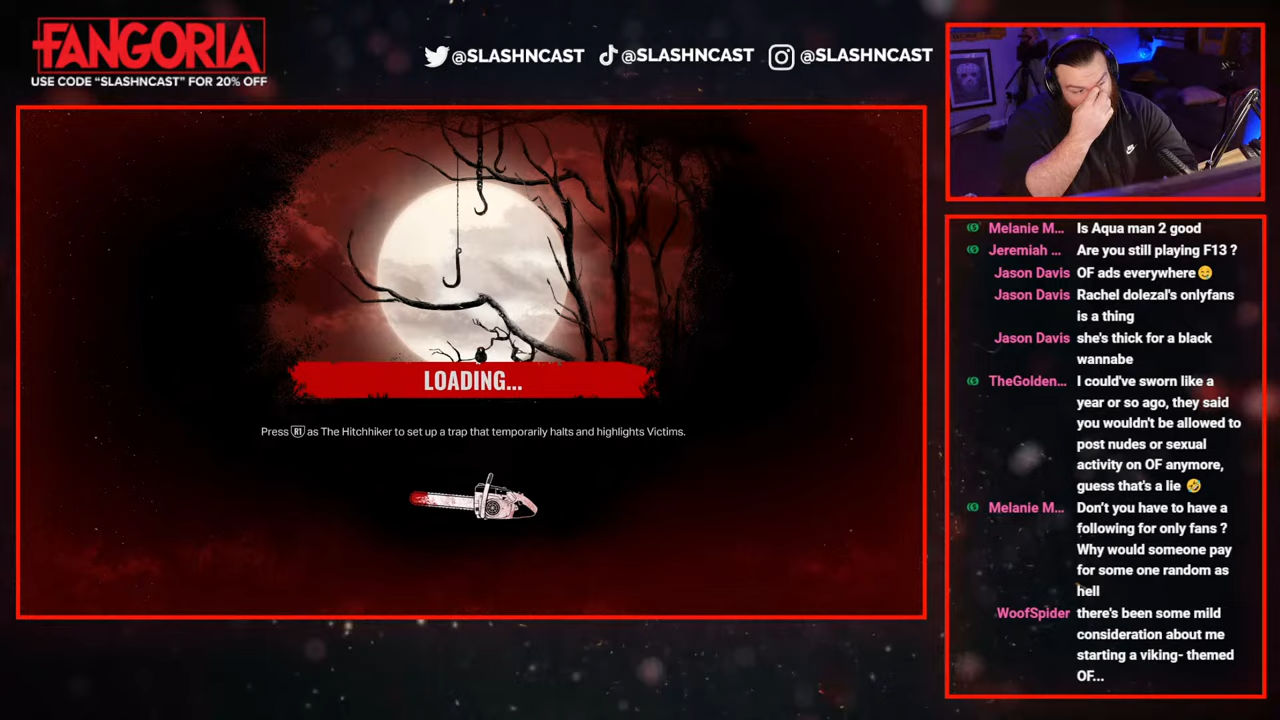 FANGORIA
USE CODE "SLASHNCAST" FOR 20% OFF
@SLASHNCAST @SLASHNCAST @SLASHNCAST
LOADING...
Press R1 as The Hitchhiker to set up a trap that temporarily halts and highlights Victims.
Melanie M... Is Aqua man 2 good
Jeremiah ... Are you still playing F13 ?
Jason Davis OF ads everywhere😊
Jason Davis Rachel dolezal's onlyfans
is a thing
Jason Davis she's thick for a black
wannabe
TheGolden... I could've sworn like a
year or so ago, they said
you wouldn't be allowed to
post nudes or sexual
activity on OF anymore,
guess that's a lie 🤣
Melanie M... Don't you have to have a
following for only fans ?
Why would someone pay
for some one random as
hell
WoofSpider there's been some mild
consideration about me
starting a viking- themed
OF...